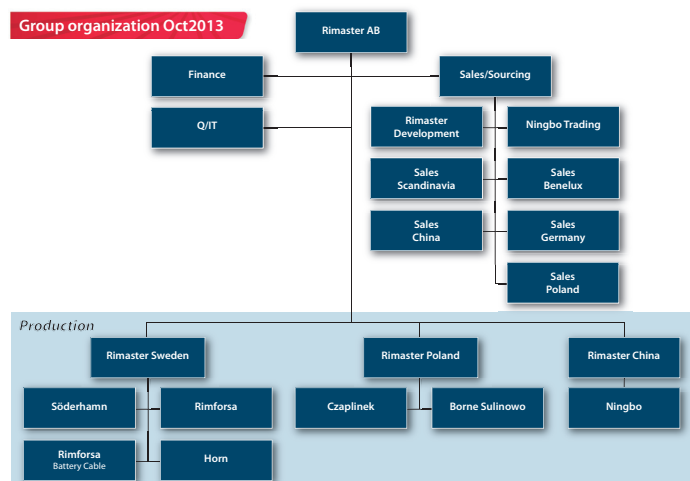 Group organization Oct2013
Rimaster AB
Finance
Sales/Sourcing
Q/IT
Rimaster
Development
Ningbo Trading
Sales
Scandinavia
Sales
Benelux
Sales
China
Sales
Germany
Sales
Poland
Production
Rimaster Sweden
Rimaster Poland
Rimaster China
Söderhamn
Rimforsa
Czaplinek
Borne Sulinowo
Ningbo
Rimforsa
Battery Cable
Horn